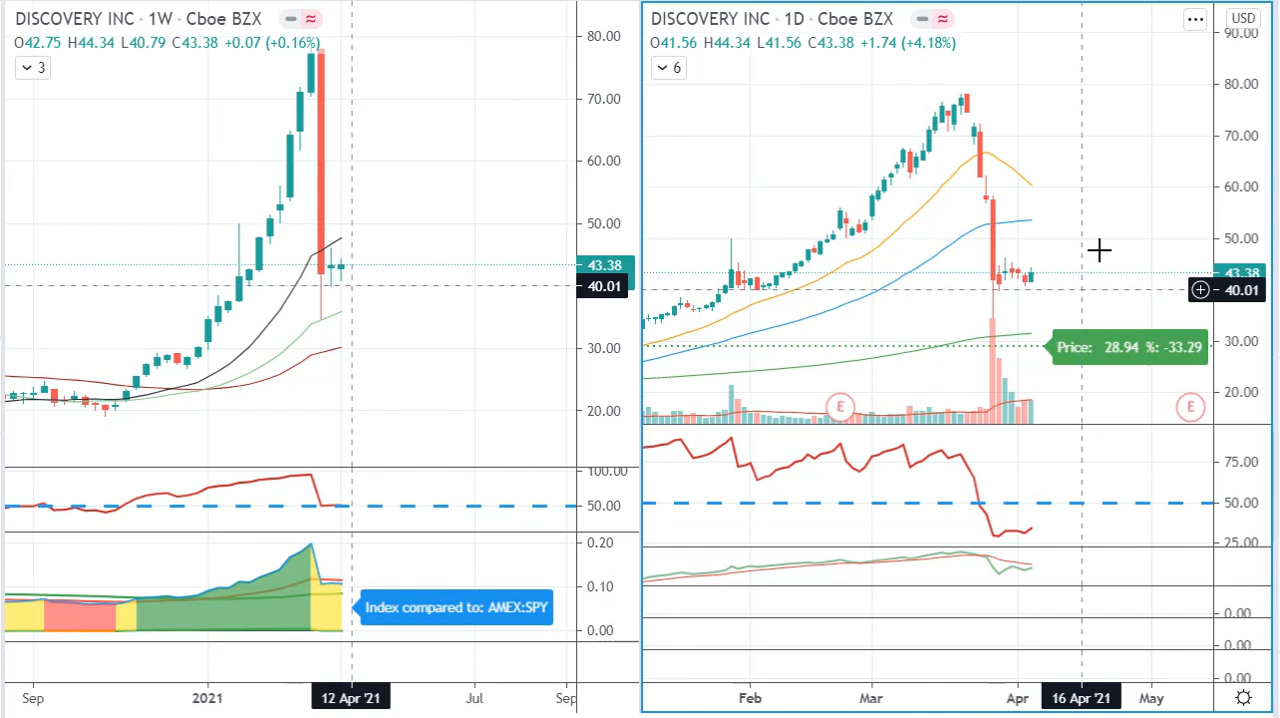 DISCOVERY INC · 1W · Cboe BZX
O42.75 H44.34 L40.79 C43.38 +0.07 (+0.16%)
3
80.00
70.00
60.00
50.00
43.38
40.01
30.00
20.00
100.00
50.00
0.20
0.10
0.00
Index compared to: AMEX:SPY
Sep
2021
12 Apr '21
Jul
Sep
DISCOVERY INC · 1D · Cboe BZX
O41.56 H44.34 L41.56 C43.38 +1.74 (+4.18%)
6
USD
90.00
80.00
70.00
60.00
50.00
43.38
40.01
30.00
20.00
Price: 28.94 %: -33.29
E
E
75.00
50.00
25.00
0.00
0.00
0.00
Feb
Mar
Apr
16 Apr '21
May